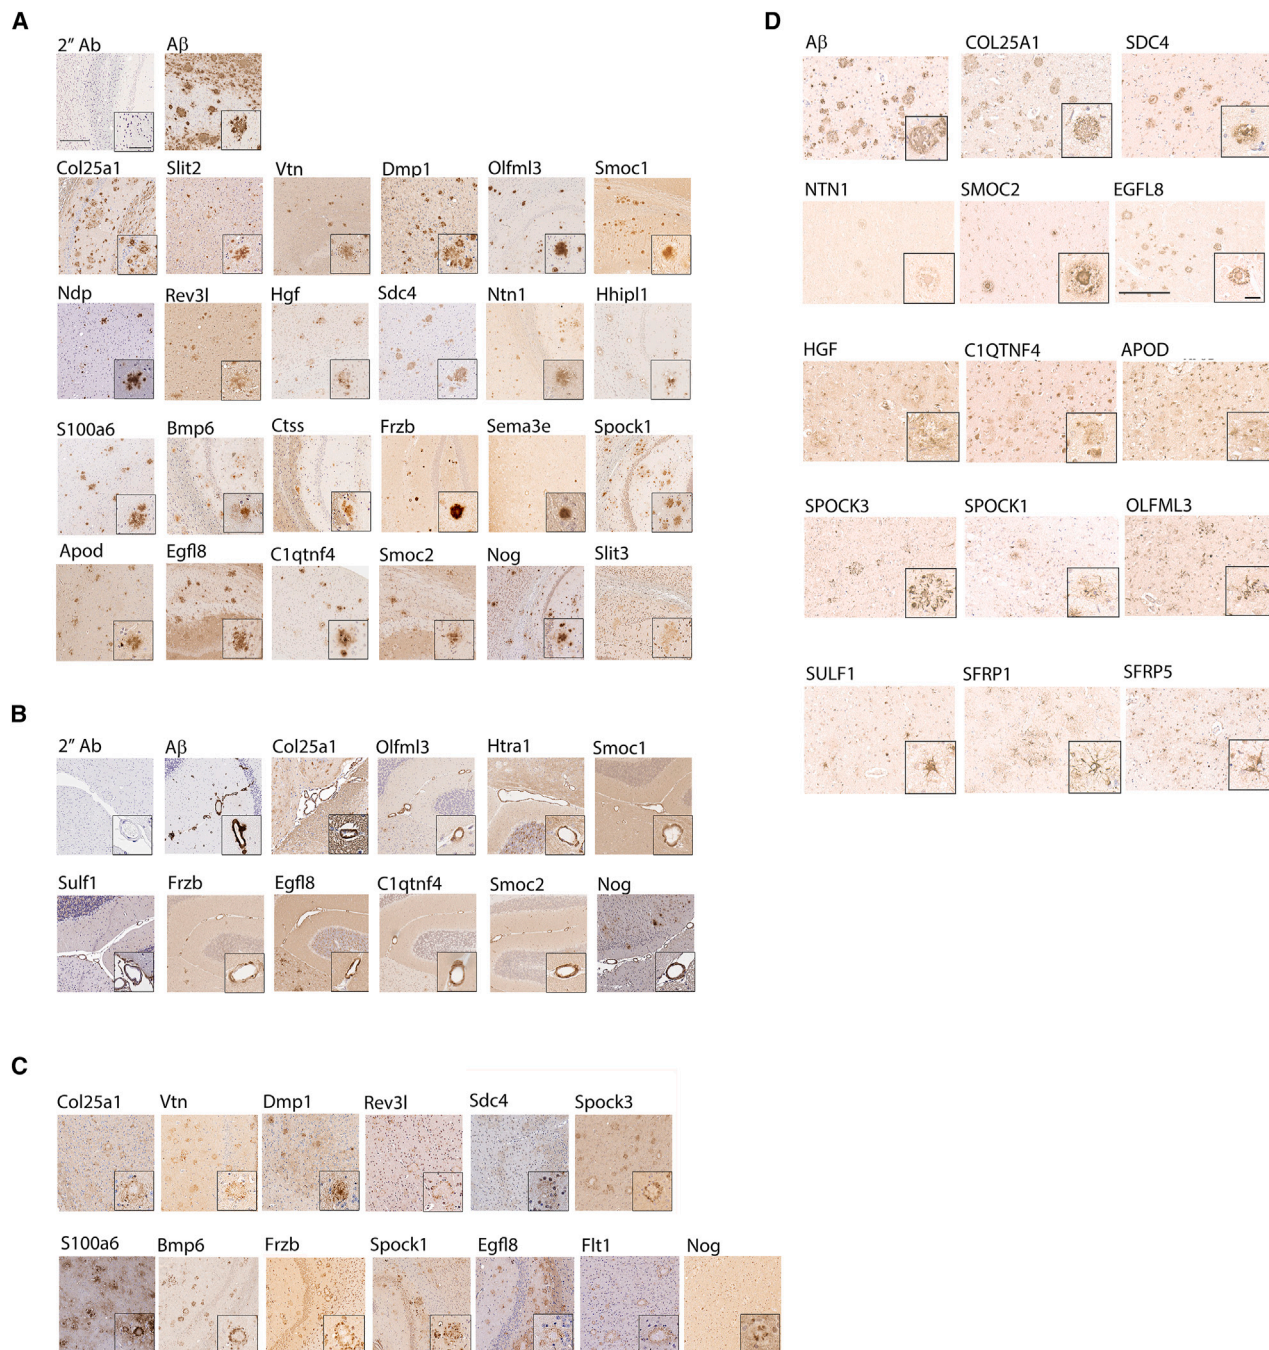 A
2″ Ab Aβ
Col25a1 Slit2 Vtn Dmp1 Olfml3 Smoc1
Ndp Rev3l Hgf Sdc4 Ntn1 Hhipl1
S100a6 Bmp6 Ctss Frzb Sema3e Spock1
Apod Egfl8 C1qtnf4 Smoc2 Nog Slit3
B
2″ Ab Aβ Col25a1 Olfml3 Htra1 Smoc1
Sulf1 Frzb Egfl8 C1qtnf4 Smoc2 Nog
C
Col25a1 Vtn Dmp1 Rev3l Sdc4 Spock3
S100a6 Bmp6 Frzb Spock1 Egfl8 Flt1 Nog
D
Aβ COL25A1 SDC4
NTN1 SMOC2 EGFL8
HGF C1QTNF4 APOD
SPOCK3 SPOCK1 OLFML3
SULF1 SFRP1 SFRP5